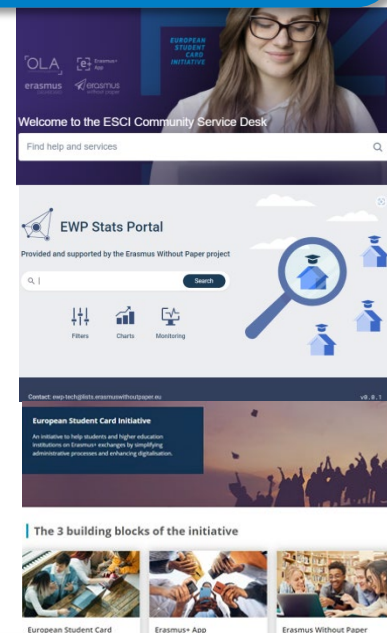 OLA
Erasmus+
App
EUROPEAN
STUDENT
CARD
INITIATIVE
erasmus
erasmus
without paper
Welcome to the ESCI Community Service Desk
Find help and services
EWP Stats Portal
Provided and supported by the Erasmus Without Paper project
Search
Filters
Charts
Monitoring
Contact: ewp-tech@lists.erasmuswithoutpaper.eu
v0.8.1
European Student Card Initiative
An initiative to help students and higher education
institutions on Erasmus+ exchanges by simplifying
administrative processes and enhancing digitalisation.
The 3 building blocks of the initiative
European Student Card
Erasmus+ App
Erasmus Without Paper